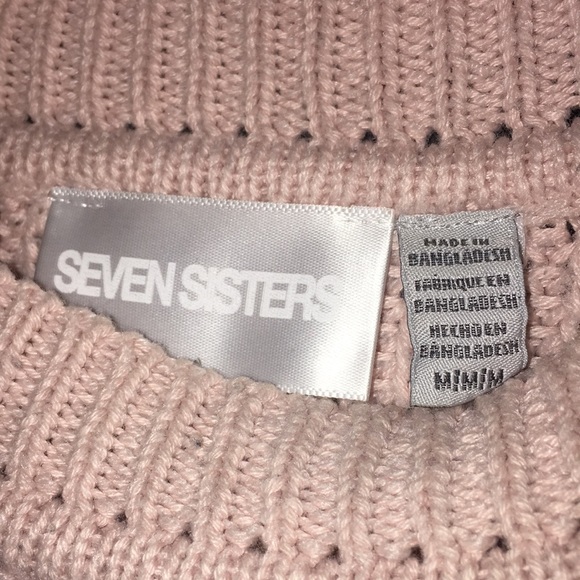 SEVEN SISTERS
MADE IN
BANGLADESH
FABRIQUE EN
BANGLADESH
HECHO EN
BANGLADESH
M/M/M